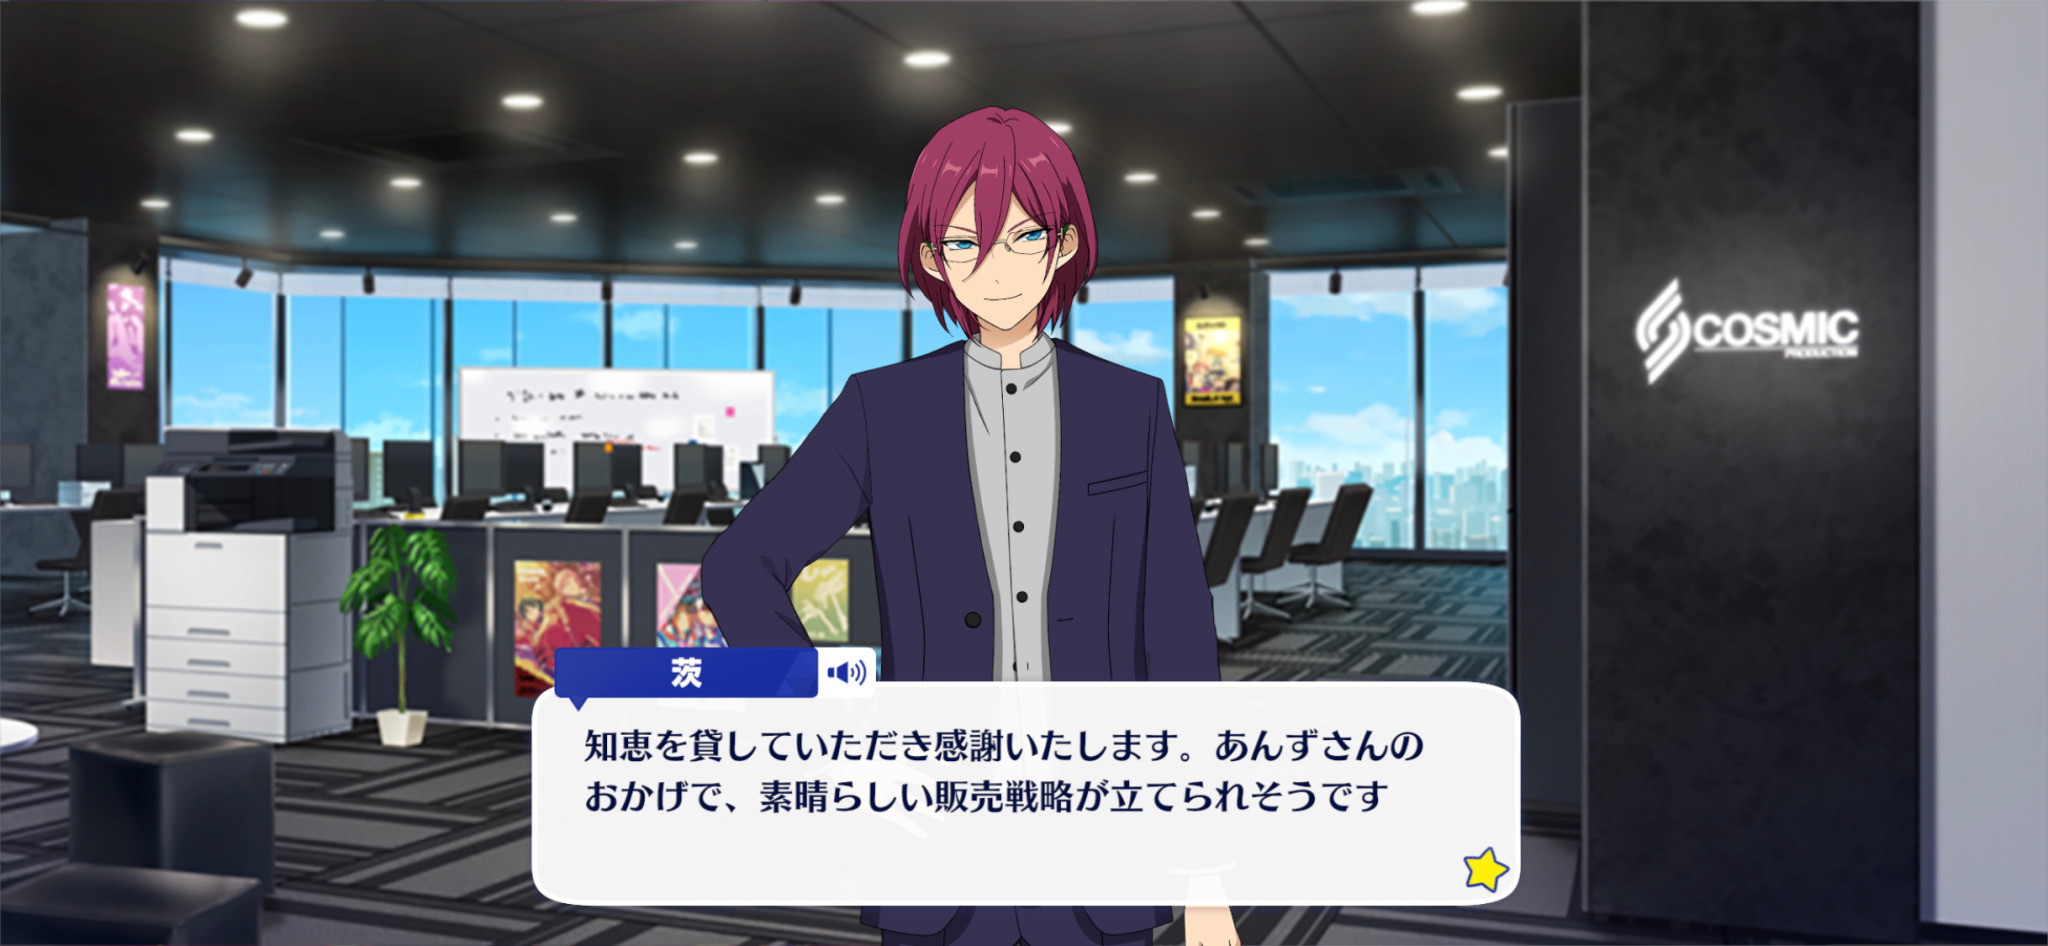 COSMIC
PRODUCTION
茨
知恵を貸していただき感謝いたします。あんずさんの
おかげで、素晴らしい販売戦略が立てられそうです